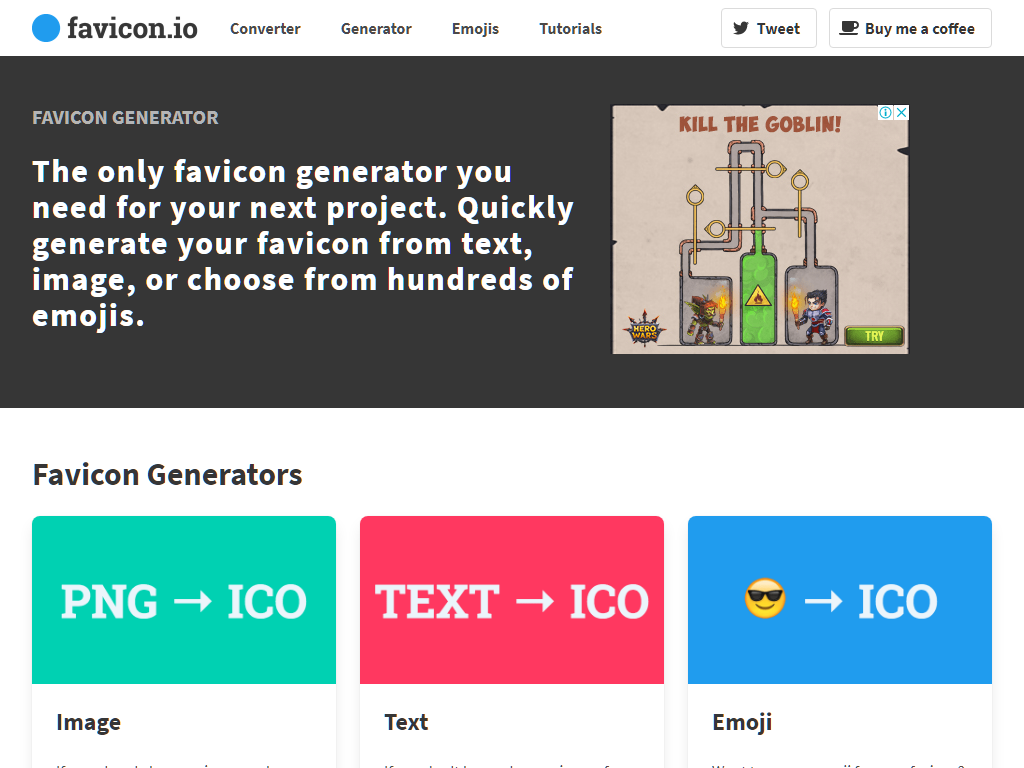 favicon.io
Converter
Generator
Emojis
Tutorials
Tweet
Buy me a coffee
FAVICON GENERATOR
The only favicon generator you
need for your next project. Quickly
generate your favicon from text,
image, or choose from hundreds of
emojis.
KILL THE GOBLIN!
HERO
WARS
TRY
Favicon Generators
PNG → ICO
TEXT → ICO
😎 → ICO
Image
Text
Emoji